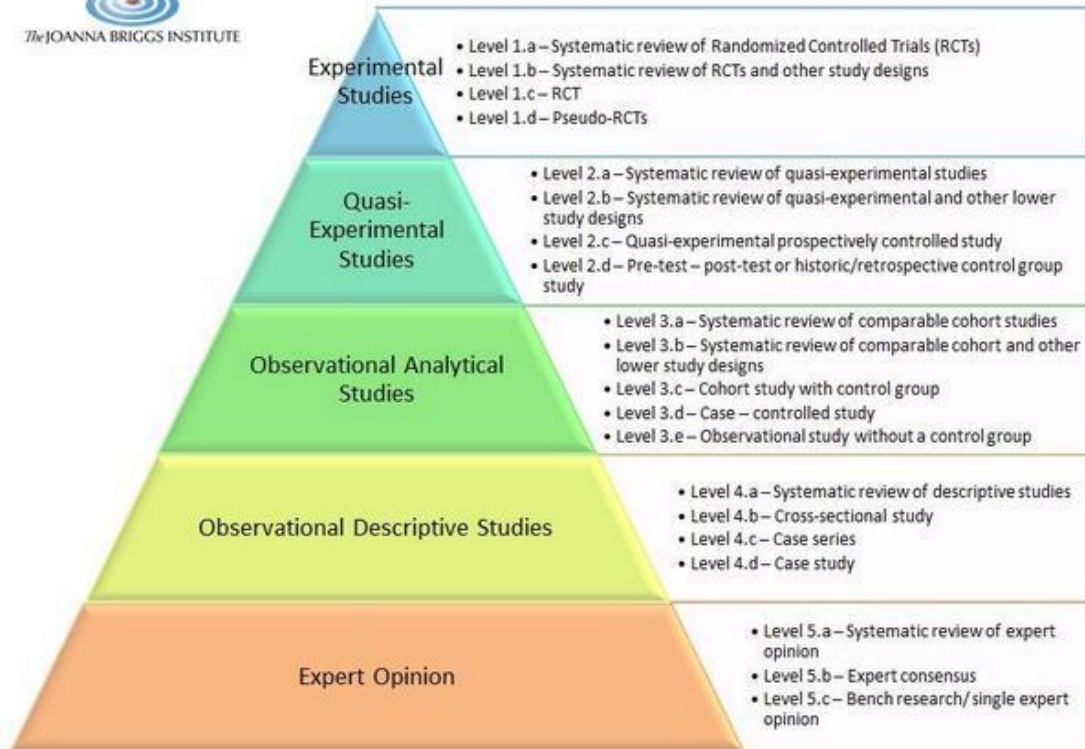 The JOANNA BRIGGS INSTITUTE
Experimental
Studies
• Level 1.a – Systematic review of Randomized Controlled Trials (RCTs)
• Level 1.b – Systematic review of RCTs and other study designs
• Level 1.c – RCT
• Level 1.d – Pseudo-RCTs
Quasi-
Experimental
Studies
• Level 2.a – Systematic review of quasi-experimental studies
• Level 2.b – Systematic review of quasi-experimental and other lower
study designs
• Level 2.c – Quasi-experimental prospectively controlled study
• Level 2.d – Pre-test – post-test or historic/retrospective control group
study
Observational Analytical
Studies
• Level 3.a – Systematic review of comparable cohort studies
• Level 3.b – Systematic review of comparable cohort and other
lower study designs
• Level 3.c – Cohort study with control group
• Level 3.d – Case – controlled study
• Level 3.e – Observational study without a control group
Observational Descriptive Studies
• Level 4.a – Systematic review of descriptive studies
• Level 4.b – Cross-sectional study
• Level 4.c – Case series
• Level 4.d – Case study
Expert Opinion
• Level 5.a – Systematic review of expert
opinion
• Level 5.b – Expert consensus
• Level 5.c – Bench research/ single expert
opinion